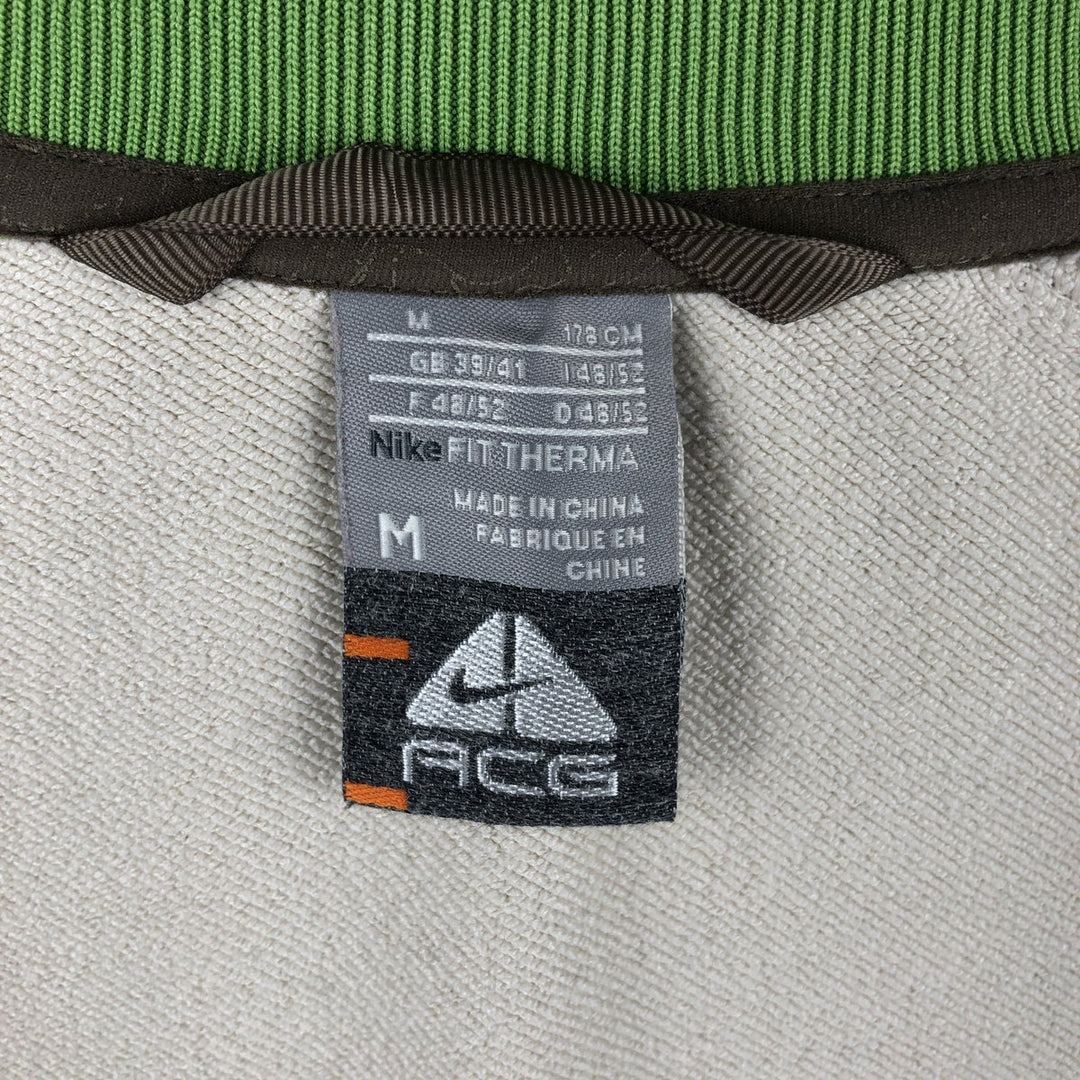 M 178 CM
GB 39/41 I 48/52
F 48/52 D 48/52
Nike FIT THERMA
MADE IN CHINA
M FABRIQUE EN
CHINE
ACG